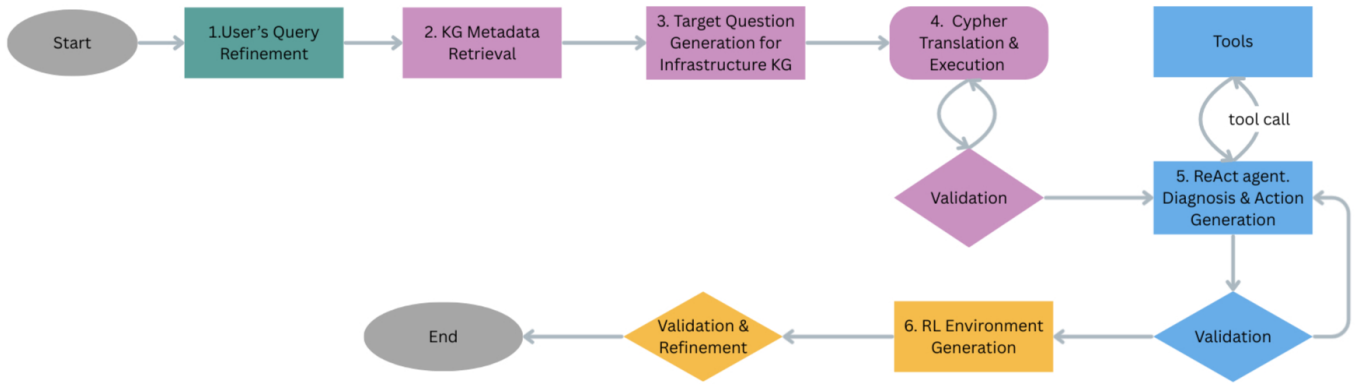 Start
1.User's Query
Refinement
2. KG Metadata
Retrieval
3. Target Question
Generation for
Infrastructure KG
4. Cypher
Translation &
Execution
Tools
tool call
Validation
5. ReAct agent.
Diagnosis & Action
Generation
End
Validation &
Refinement
6. RL Environment
Generation
Validation